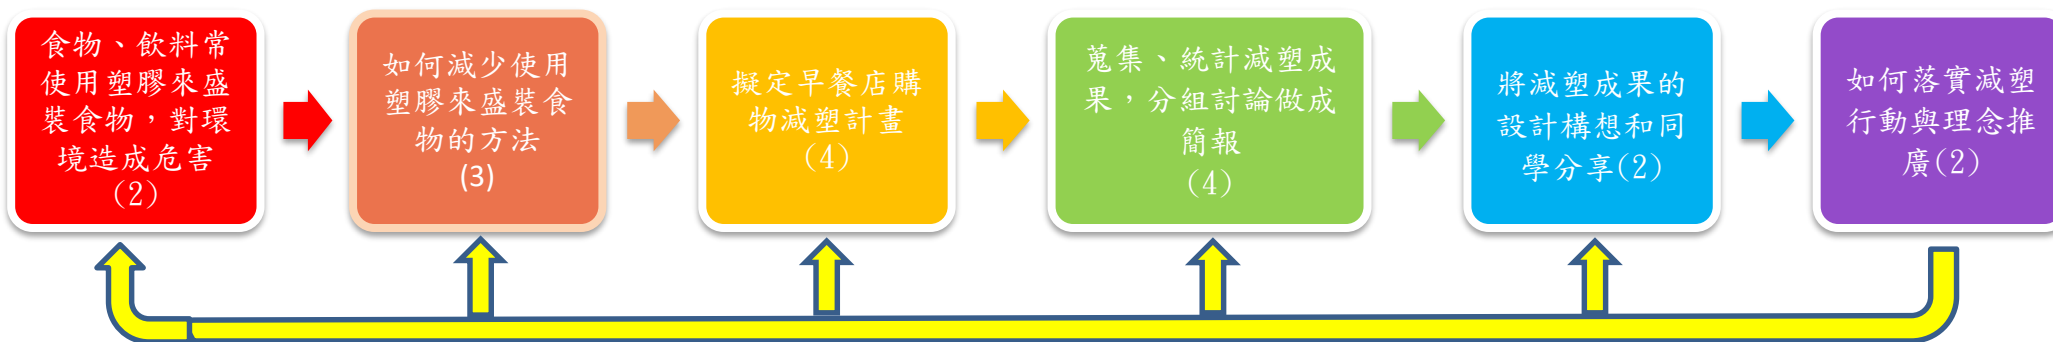 食物、飲料常
使用塑膠來盛
裝食物，對環
境造成危害
(2)
如何減少使用
塑膠來盛裝食
物的方法
(3)
擬定早餐店購
物減塑計畫
(4)
蒐集、統計減塑成
果，分組討論做成
簡報
(4)
將減塑成果的
設計構想和同
學分享(2)
如何落實減塑
行動與理念推
廣(2)